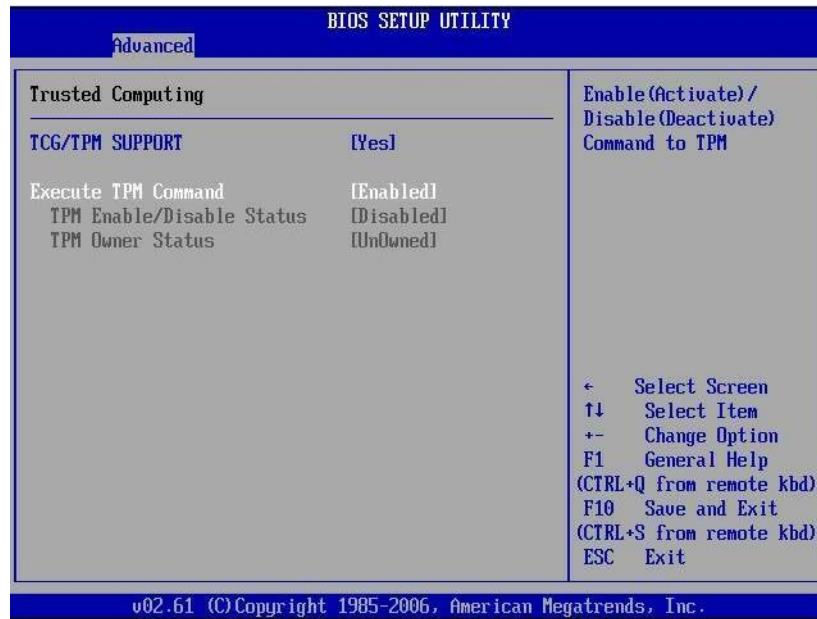 BIOS SETUP UTILITY
Advanced
Trusted Computing
TCG/TPM SUPPORT [Yes]
Execute TPM Command [Enabled]
TPM Enable/Disable Status [Disabled]
TPM Owner Status [UnOwned]
Enable(Activate)/
Disable(Deactivate)
Command to TPM
← Select Screen
↑↓ Select Item
+- Change Option
F1 General Help
(CTRL+Q from remote kbd)
F10 Save and Exit
(CTRL+S from remote kbd)
ESC Exit
v02.61 (C)Copyright 1985-2006, American Megatrends, Inc.